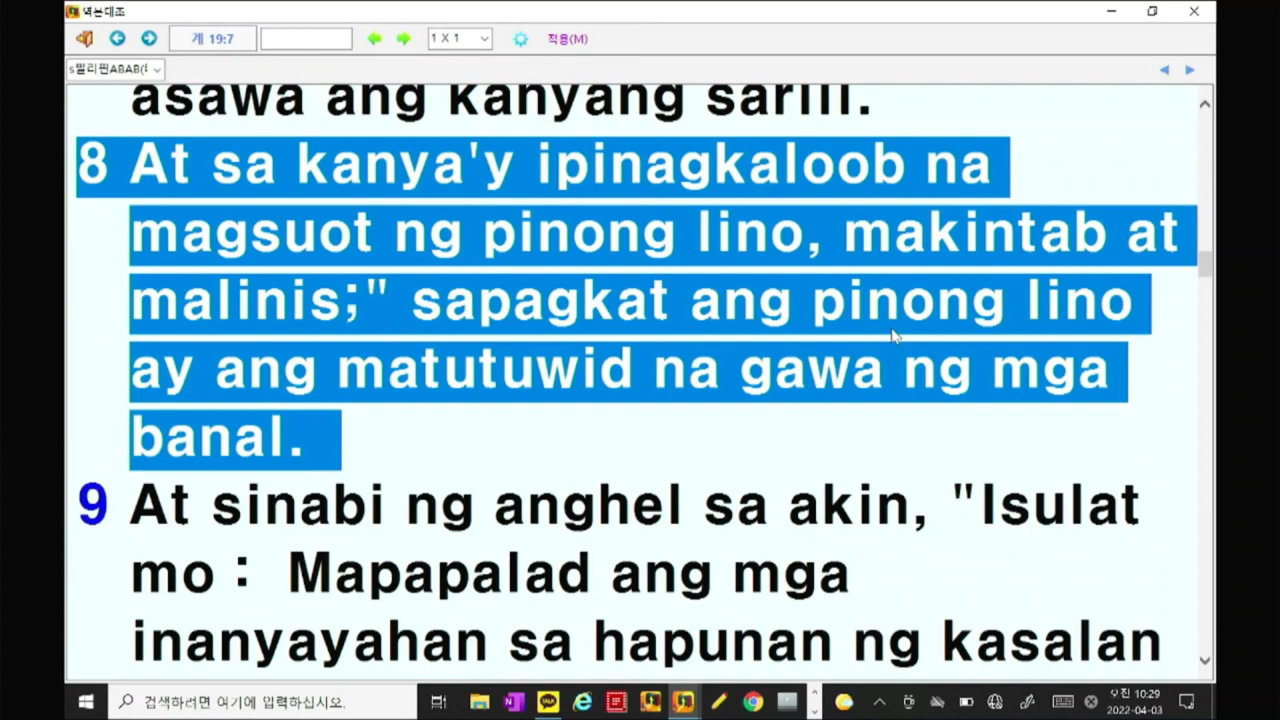 역본대조
계 19:7
1 X 1
적용(M)
s필리핀ABAB(
asawa ang kanyang sarili.
8 At sa kanya'y ipinagkaloob na
magsuot ng pinong lino, makintab at
malinis;" sapagkat ang pinong lino
ay ang matutuwid na gawa ng mga
banal.
9 At sinabi ng anghel sa akin, "Isulat
mo : Mapapalad ang mga
inanyayahan sa hapunan ng kasalan
검색하려면 여기에 입력하십시오.
오전 10:29
2022-04-03